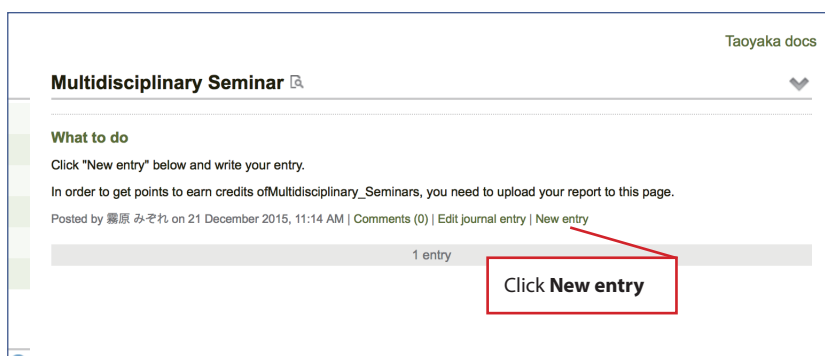 Taoyaka docs
Multidisciplinary Seminar
What to do
Click "New entry" below and write your entry.
In order to get points to earn credits ofMultidisciplinary_Seminars, you need to upload your report to this page.
Posted by 霧原 みぞれ on 21 December 2015, 11:14 AM | Comments (0) | Edit journal entry | New entry
1 entry
Click New entry